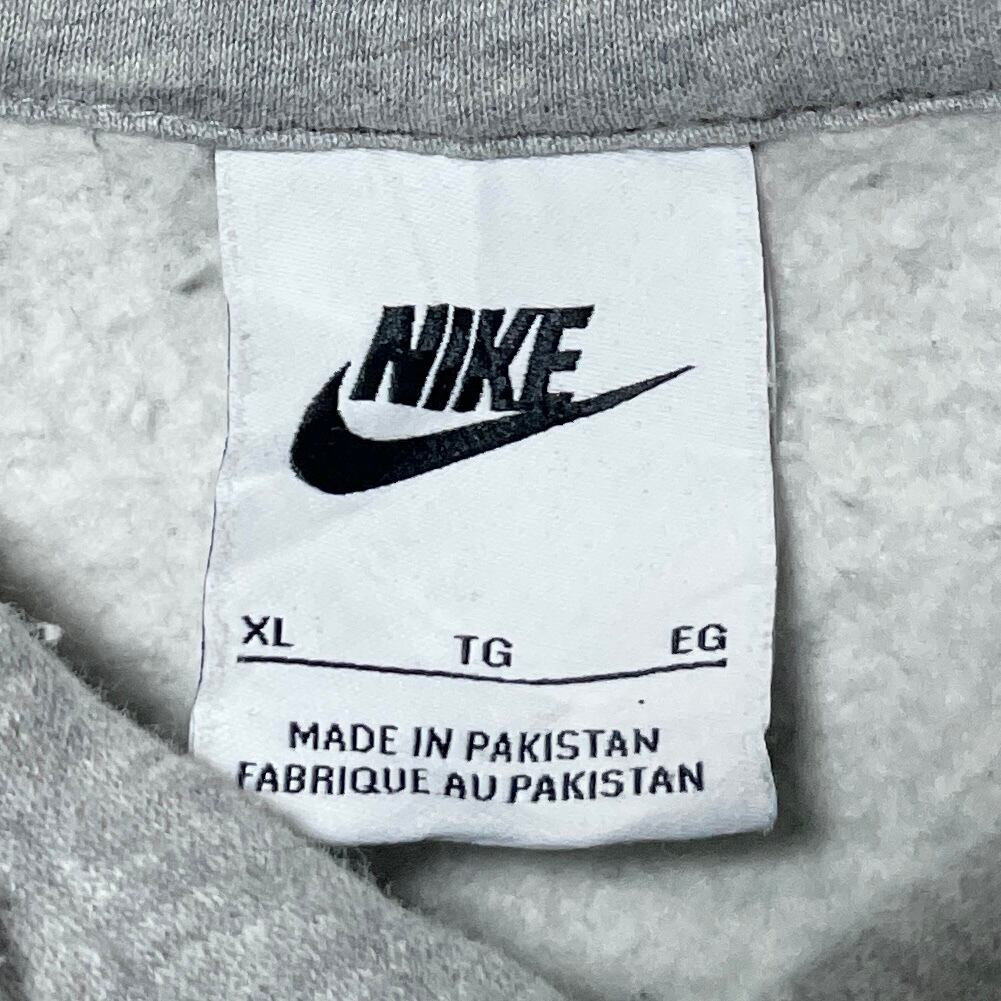 NIKE
XL TG EG
MADE IN PAKISTAN
FABRIQUE AU PAKISTAN